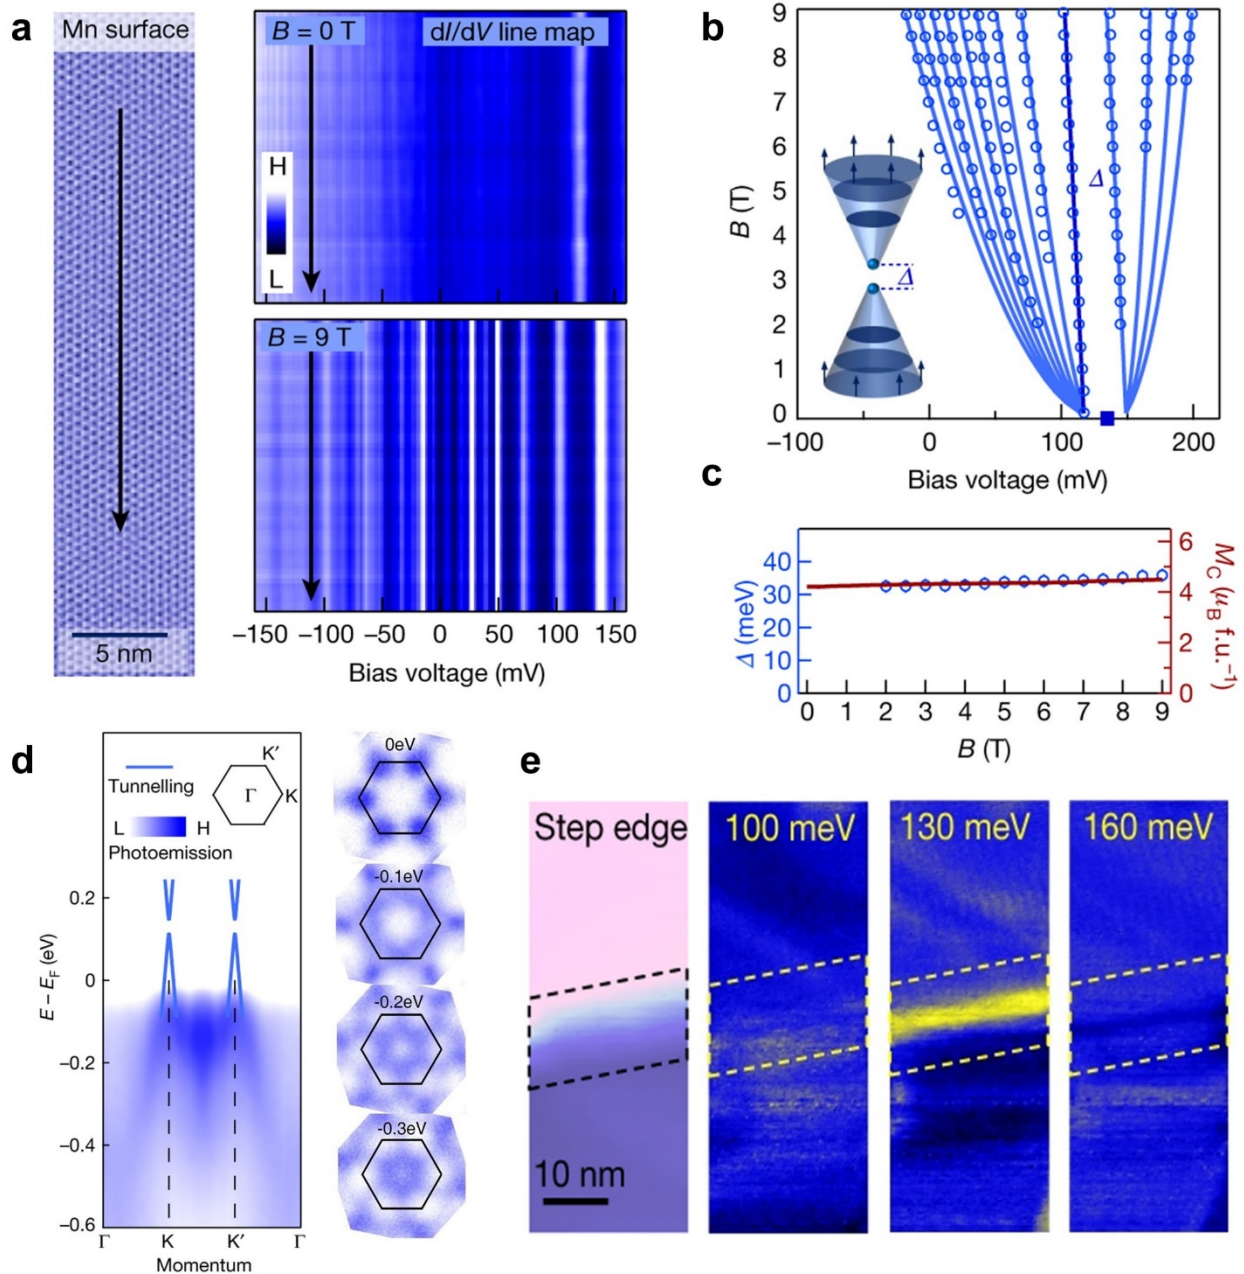 a
Mn surface
5 nm
B = 0 T
dI/dV line map
H
L
B = 9 T
−150 −100 −50 0 50 100 150
Bias voltage (mV)
b
9
8
7
6
5
4
3
2
1
0
B (T)
Δ
Δ
−100 0 100 200
Bias voltage (mV)
c
40
30
20
10
0
Δ (meV)
6
4
2
0
M_C (μ_B f.u.⁻¹)
0 1 2 3 4 5 6 7 8 9
B (T)
d
Tunnelling
L H
Photoemission
K′
Γ
K
0.2
0
−0.2
−0.4
−0.6
E − E_F (eV)
Γ K K′ Γ
Momentum
0eV
-0.1eV
-0.2eV
-0.3eV
e
Step edge
10 nm
100 meV
130 meV
160 meV